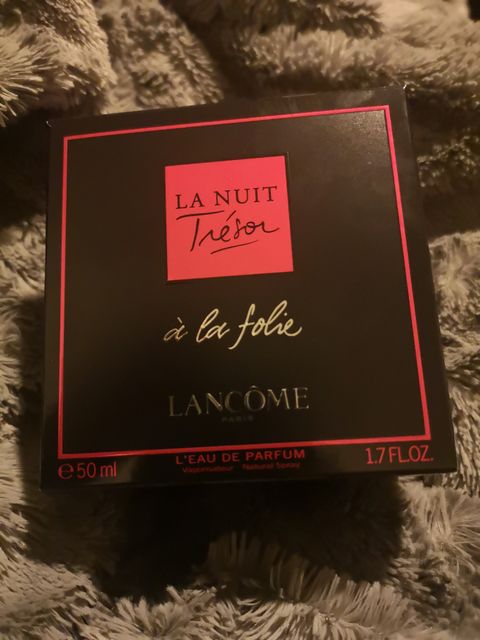 LA NUIT
Trésor
à la folie
LANCÔME
PARIS
L'EAU DE PARFUM
Vaporisateur Natural Spray
℮ 50 ml
1.7 FL.OZ.